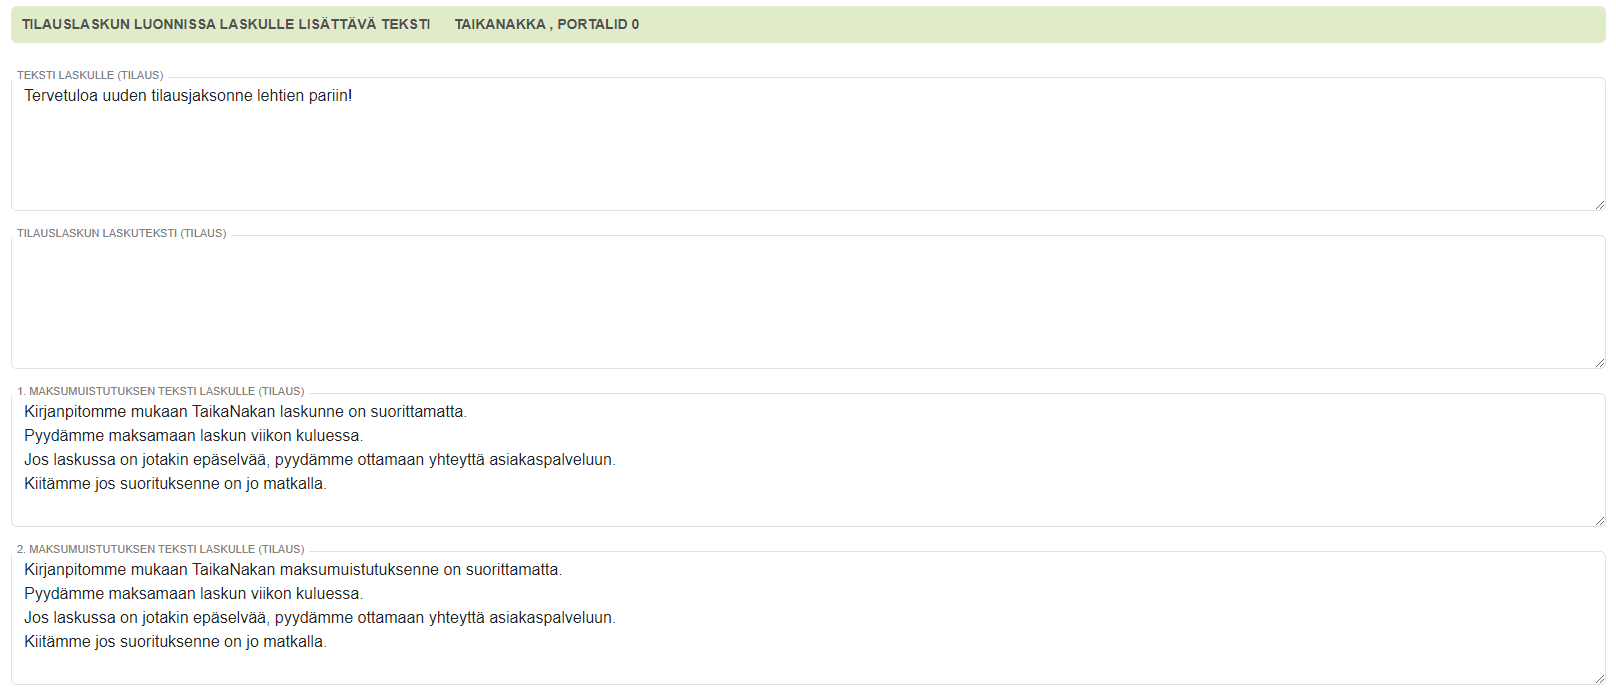 TILAUSLASKUN LUONNISSA LASKULLE LISÄTTÄVÄ TEKSTI TAIKANAKKA , PORTALID 0
TEKSTI LASKULLE (TILAUS)
Tervetuloa uuden tilausjaksonne lehtien pariin!
TILAUSLASKUN LASKUTEKSTI (TILAUS)
1. MAKSUMUISTUTUKSEN TEKSTI LASKULLE (TILAUS)
Kirjanpitomme mukaan TaikaNakan laskunne on suorittamatta.
Pyydämme maksamaan laskun viikon kuluessa.
Jos laskussa on jotakin epäselvää, pyydämme ottamaan yhteyttä asiakaspalveluun.
Kiitämme jos suorituksenne on jo matkalla.
2. MAKSUMUISTUTUKSEN TEKSTI LASKULLE (TILAUS)
Kirjanpitomme mukaan TaikaNakan maksumuistutuksenne on suorittamatta.
Pyydämme maksamaan laskun viikon kuluessa.
Jos laskussa on jotakin epäselvää, pyydämme ottamaan yhteyttä asiakaspalveluun.
Kiitämme jos suorituksenne on jo matkalla.